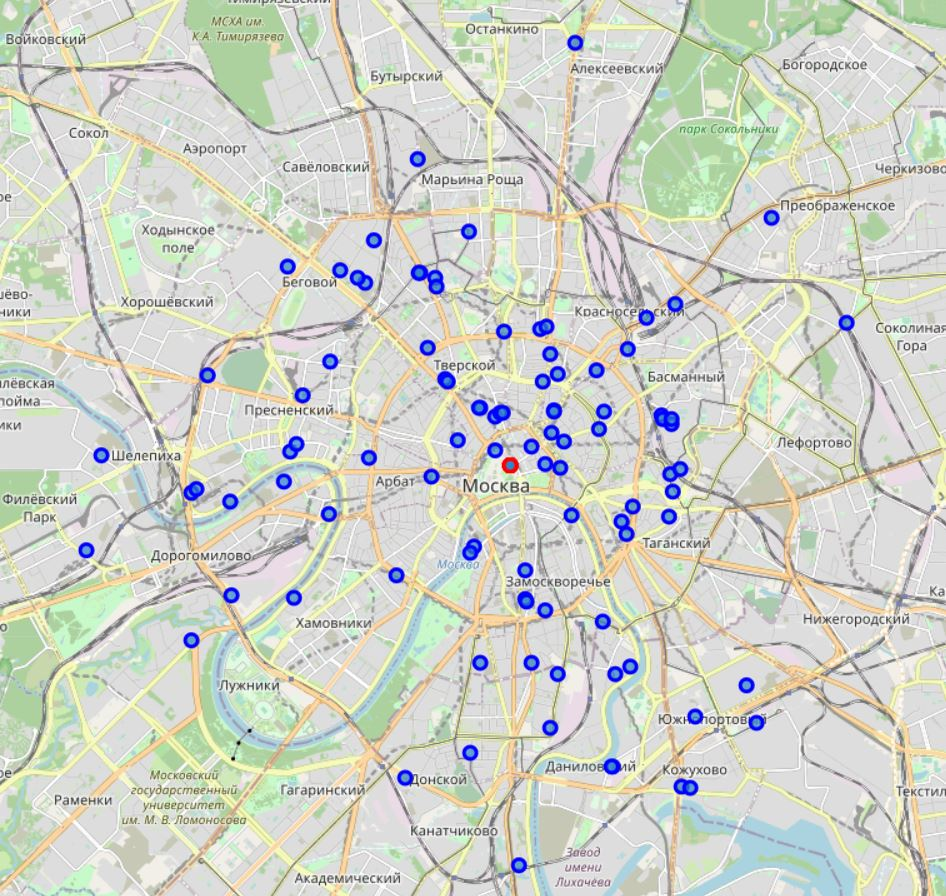 Тимирязевский
Останкино
МСХА им.
К.А. Тимирязева
Войковский
Алексеевский
Богородское
Бутырский
Сокол
парк Сокольники
Аэропорт
Савёловский
Марьина Роща
Преображенское
Ходынское
поле
Беговой
Хорошёвский
Красносельский
Соколиная
Гора
Тверской
Басманный
Пресненский
Лефортово
Шелепиха
Арбат
Москва
Филёвский
Парк
Дорогомилово
Таганский
Москва
Замоскворечье
Хамовники
Нижегородский
Лужники
Южнопортовый
Даниловский
Кожухово
Донской
Московский
государственный
университет
им. М. В. Ломоносова
Гагаринский
Раменки
Канатчиково
Завод
имени
Лихачёва
Академический